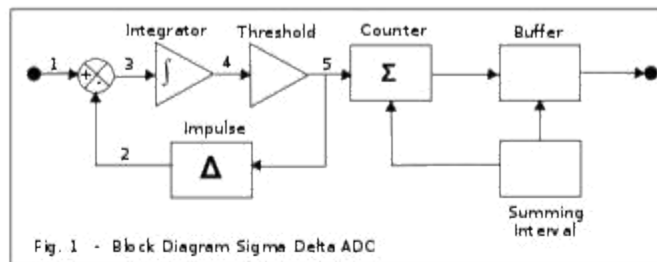 Integrator
Threshold
Counter
Buffer
1
+
-
3
∫
4
5
Σ
Impulse
2
Δ
Summing
Interval
Fig. 1 - Block Diagram Sigma Delta ADC